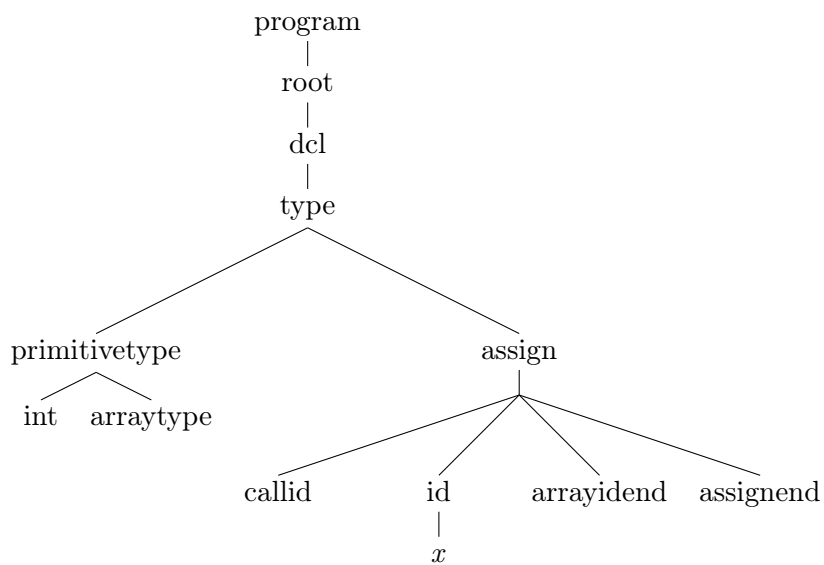 program
root
dcl
type
primitivetype assign
int arraytype
callid id arrayidend assignend
x